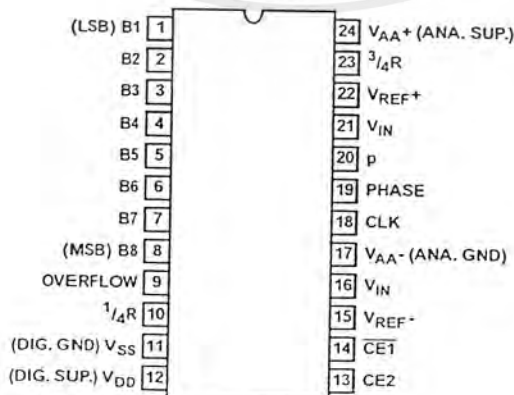 (LSB) B1 1
B2 2
B3 3
B4 4
B5 5
B6 6
B7 7
(MSB) B8 8
OVERFLOW 9
1/4R 10
(DIG. GND) VSS 11
(DIG. SUP.) VDD 12
24 VAA+ (ANA. SUP.)
23 3/4R
22 VREF+
21 VIN
20 p
19 PHASE
18 CLK
17 VAA- (ANA. GND)
16 VIN
15 VREF-
14 C̅E̅1̅
13 CE2